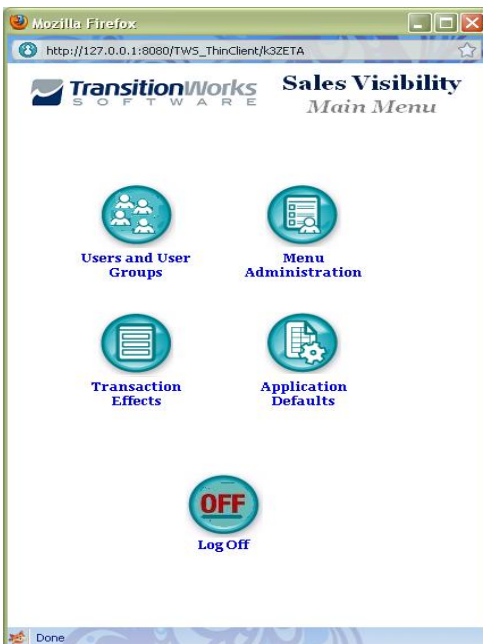 Mozilla Firefox
http://127.0.0.1:8080/TWS_ThinClient/k3ZETA
TransitionWorks
SOFTWARE
Sales Visibility
Main Menu
Users and User
Groups
Menu
Administration
Transaction
Effects
Application
Defaults
OFF
Log Off
Done